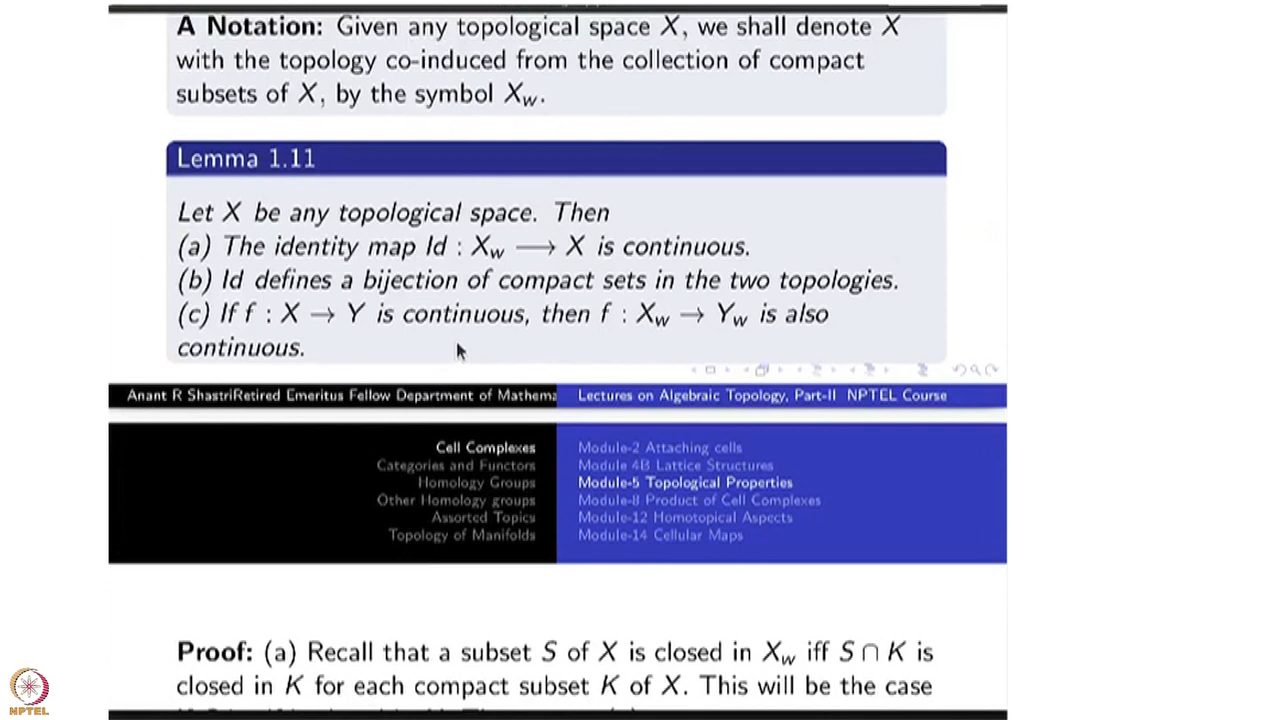 A Notation: Given any topological space X, we shall denote X
with the topology co-induced from the collection of compact
subsets of X, by the symbol X_w.
Lemma 1.11
Let X be any topological space. Then
(a) The identity map Id : X_w ⟶ X is continuous.
(b) Id defines a bijection of compact sets in the two topologies.
(c) If f : X → Y is continuous, then f : X_w → Y_w is also
continuous.
Anant R ShastriRetired Emeritus Fellow Department of Mathema
Lectures on Algebraic Topology, Part-II NPTEL Course
Cell Complexes
Categories and Functors
Homology Groups
Other Homology groups
Assorted Topics
Topology of Manifolds
Module-2 Attaching cells
Module 4B Lattice Structures
Module-5 Topological Properties
Module-8 Product of Cell Complexes
Module-12 Homotopical Aspects
Module-14 Cellular Maps
Proof: (a) Recall that a subset S of X is closed in X_w iff S ∩ K is
closed in K for each compact subset K of X. This will be the case
NPTEL